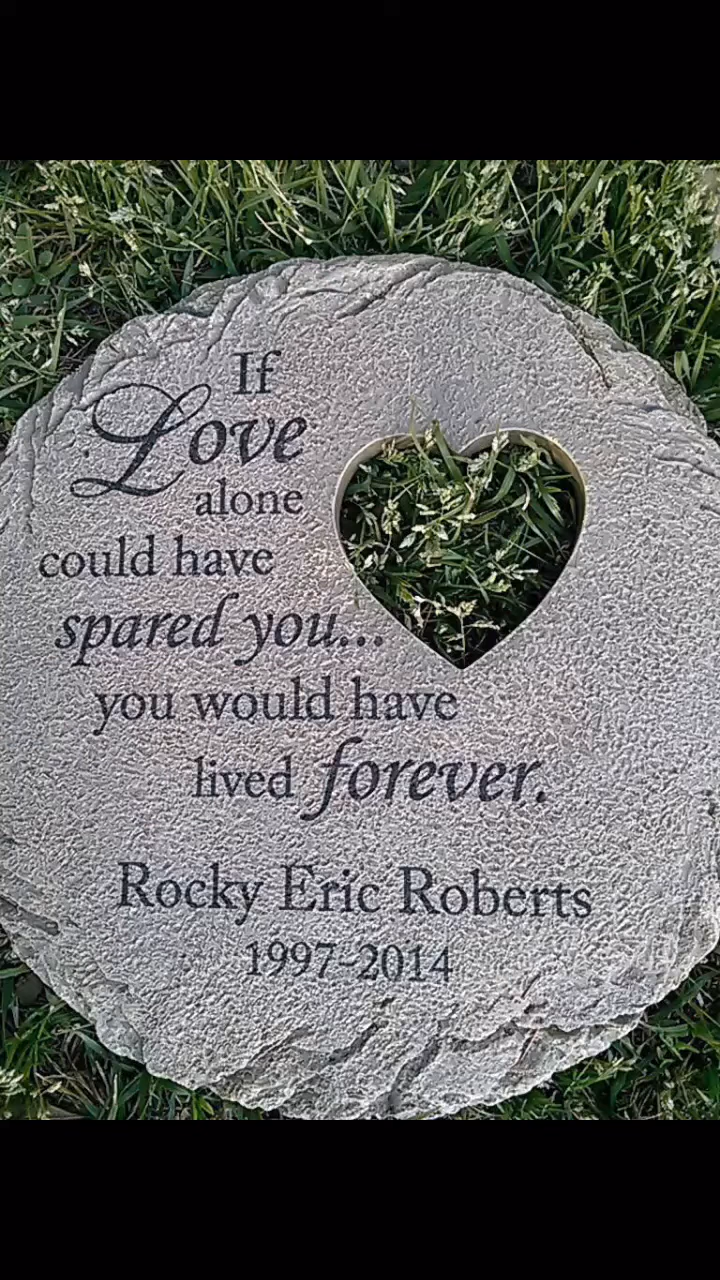 If
Love
alone
could have
spared you...
you would have
lived forever.
Rocky Eric Roberts
1997-2014